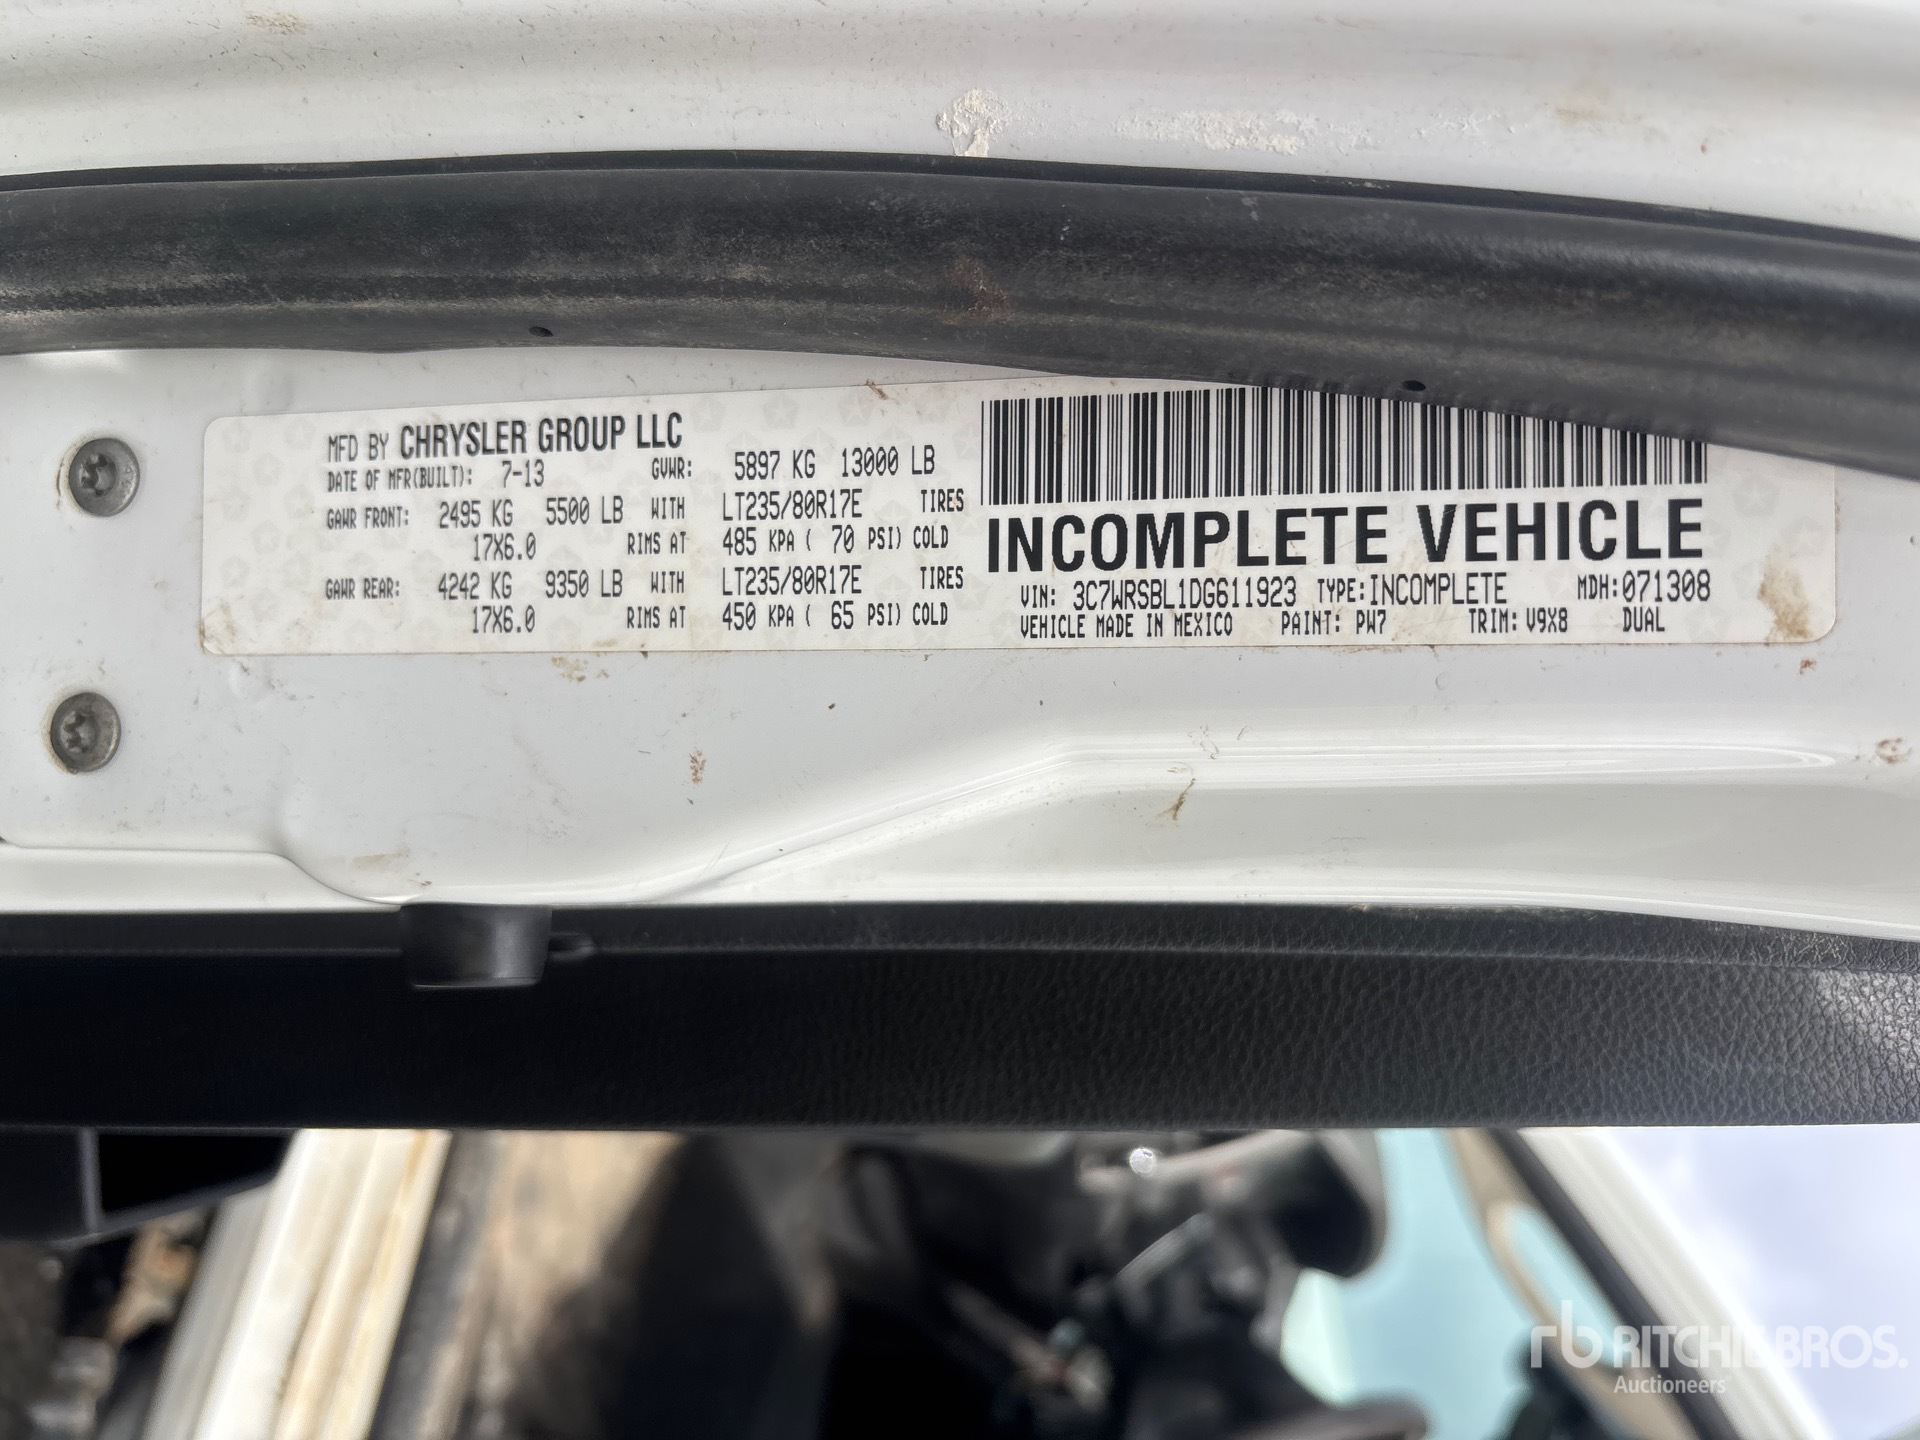 MFD BY CHRYSLER GROUP LLC
DATE OF MFR(BUILT): 7-13 GVWR: 5897 KG 13000 LB
GAWR FRONT: 2495 KG 5500 LB WITH LT235/80R17E TIRES
17X6.0 RIMS AT 485 KPA ( 70 PSI) COLD
GAWR REAR: 4242 KG 9350 LB WITH LT235/80R17E TIRES
17X6.0 RIMS AT 450 KPA ( 65 PSI) COLD
INCOMPLETE VEHICLE
VIN: 3C7WRSBL1DG611923 TYPE:INCOMPLETE MDH:071308
VEHICLE MADE IN MEXICO PAINT: PW7 TRIM: V9X8 DUAL
rb RITCHIE BROS.
Auctioneers